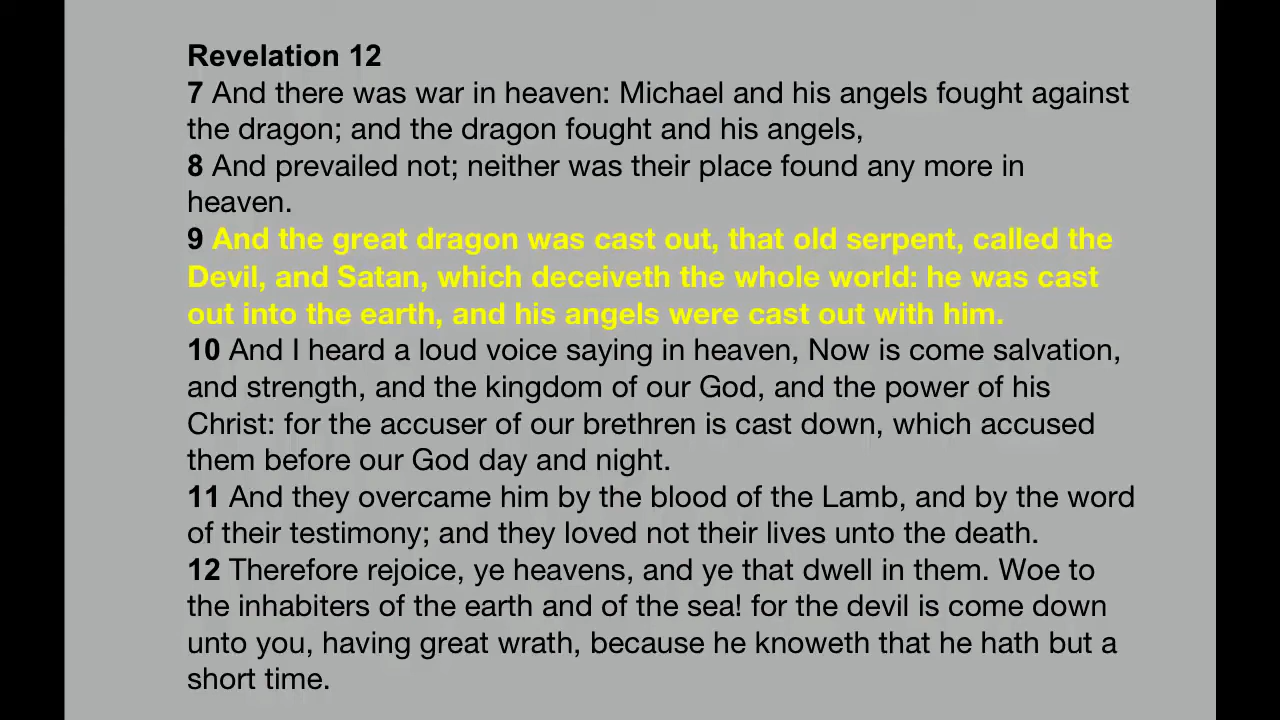 Revelation 12
7 And there was war in heaven: Michael and his angels fought against
the dragon; and the dragon fought and his angels,
8 And prevailed not; neither was their place found any more in
heaven.
9 And the great dragon was cast out, that old serpent, called the
Devil, and Satan, which deceiveth the whole world: he was cast
out into the earth, and his angels were cast out with him.
10 And I heard a loud voice saying in heaven, Now is come salvation,
and strength, and the kingdom of our God, and the power of his
Christ: for the accuser of our brethren is cast down, which accused
them before our God day and night.
11 And they overcame him by the blood of the Lamb, and by the word
of their testimony; and they loved not their lives unto the death.
12 Therefore rejoice, ye heavens, and ye that dwell in them. Woe to
the inhabiters of the earth and of the sea! for the devil is come down
unto you, having great wrath, because he knoweth that he hath but a
short time.